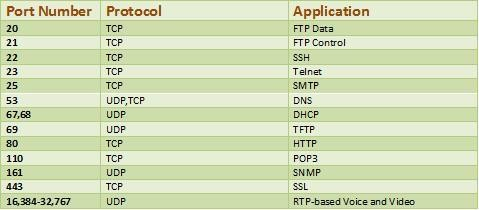 Port Number Protocol Application
20 TCP FTP Data
21 TCP FTP Control
22 TCP SSH
23 TCP Telnet
25 TCP SMTP
53 UDP,TCP DNS
67,68 UDP DHCP
69 UDP TFTP
80 TCP HTTP
110 TCP POP3
161 UDP SNMP
443 TCP SSL
16,384-32,767 UDP RTP-based Voice and Video